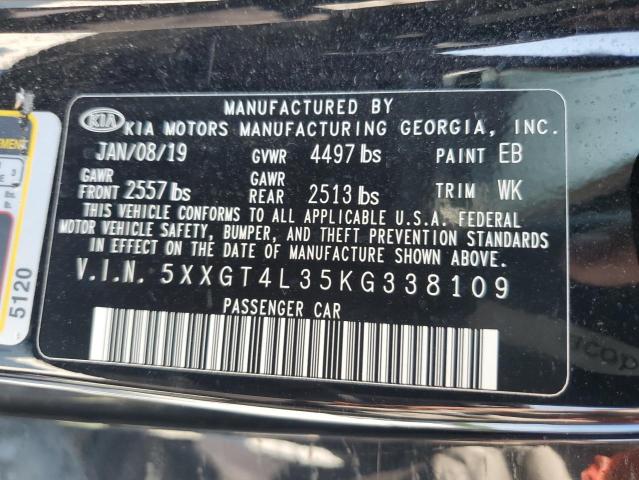 MANUFACTURED BY
KIA KIA MOTORS MANUFACTURING GEORGIA, INC.
JAN/08/19 GVWR 4497 lbs PAINT EB
GAWR FRONT 2557 lbs GAWR REAR 2513 lbs TRIM WK
THIS VEHICLE CONFORMS TO ALL APPLICABLE U.S.A. FEDERAL
MOTOR VEHICLE SAFETY, BUMPER, AND THEFT PREVENTION STANDARDS
IN EFFECT ON THE DATE OF MANUFACTURE SHOWN ABOVE.
V.I.N. 5XXGT4L35KG338109
PASSENGER CAR
5120